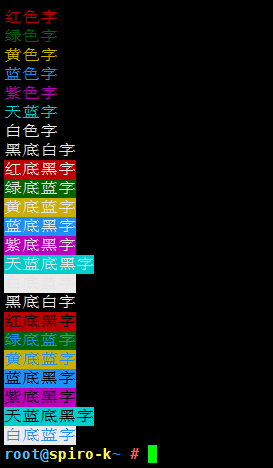 红色字
绿色字
黄色字
蓝色字
紫色字
天蓝字
白色字
黑底白字
红底黑字
绿底蓝字
黄底蓝字
蓝底黑字
紫底黑字
天蓝底黑字
黑底白字
红底黑字
绿底蓝字
黄底蓝字
蓝底黑字
紫底黑字
天蓝底黑字
白底蓝字
root@spiro-k~ #